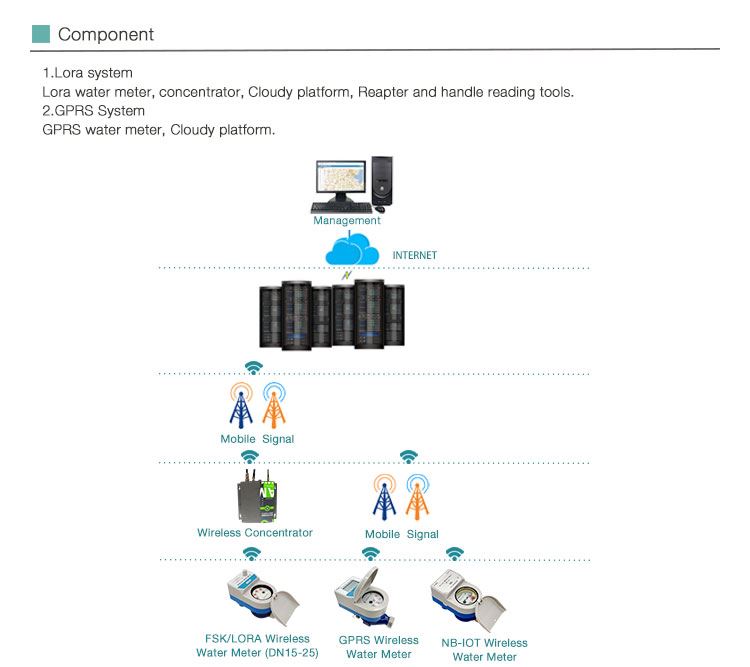 Component
1.Lora system
Lora water meter, concentrator, Cloudy platform, Reapter and handle reading tools.
2.GPRS System
GPRS water meter, Cloudy platform.
Management
INTERNET
Mobile Signal
Wireless Concentrator
Mobile Signal
FSK/LORA Wireless
Water Meter (DN15-25)
GPRS Wireless
Water Meter
NB-IOT Wireless
Water Meter